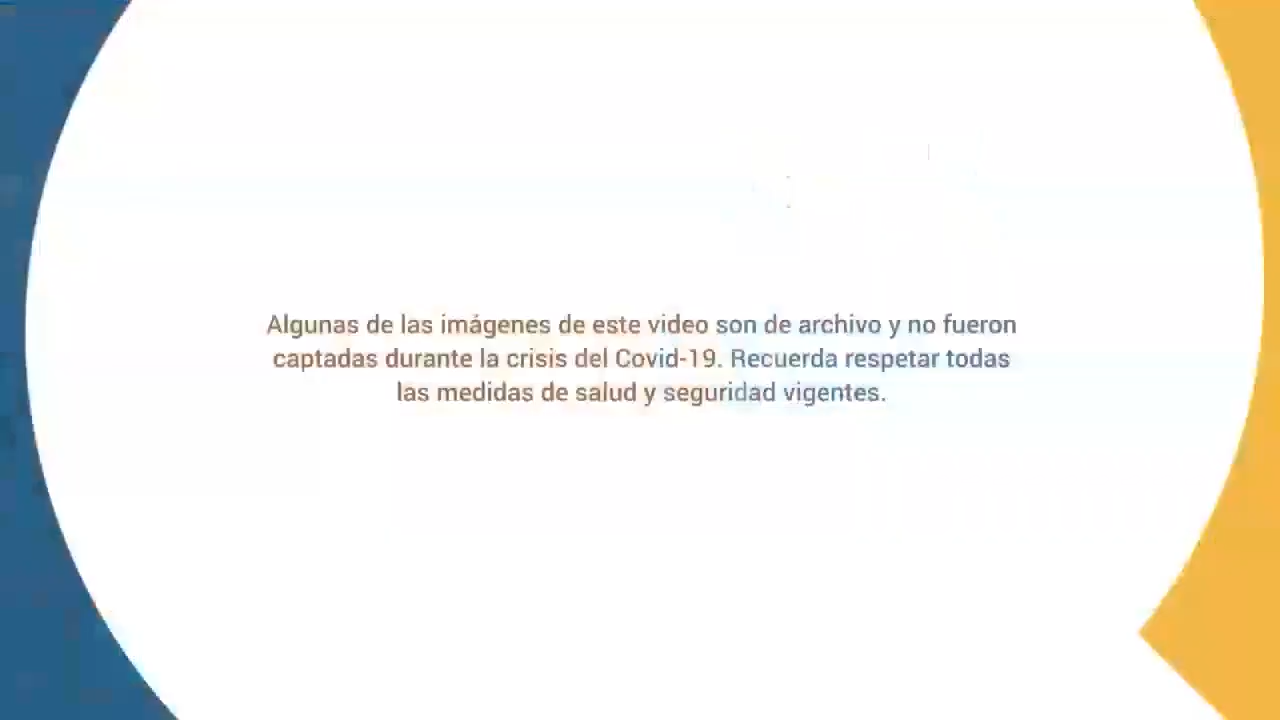 Algunas de las imágenes de este video son de archivo y no fueron
captadas durante la crisis del Covid-19. Recuerda respetar todas
las medidas de salud y seguridad vigentes.